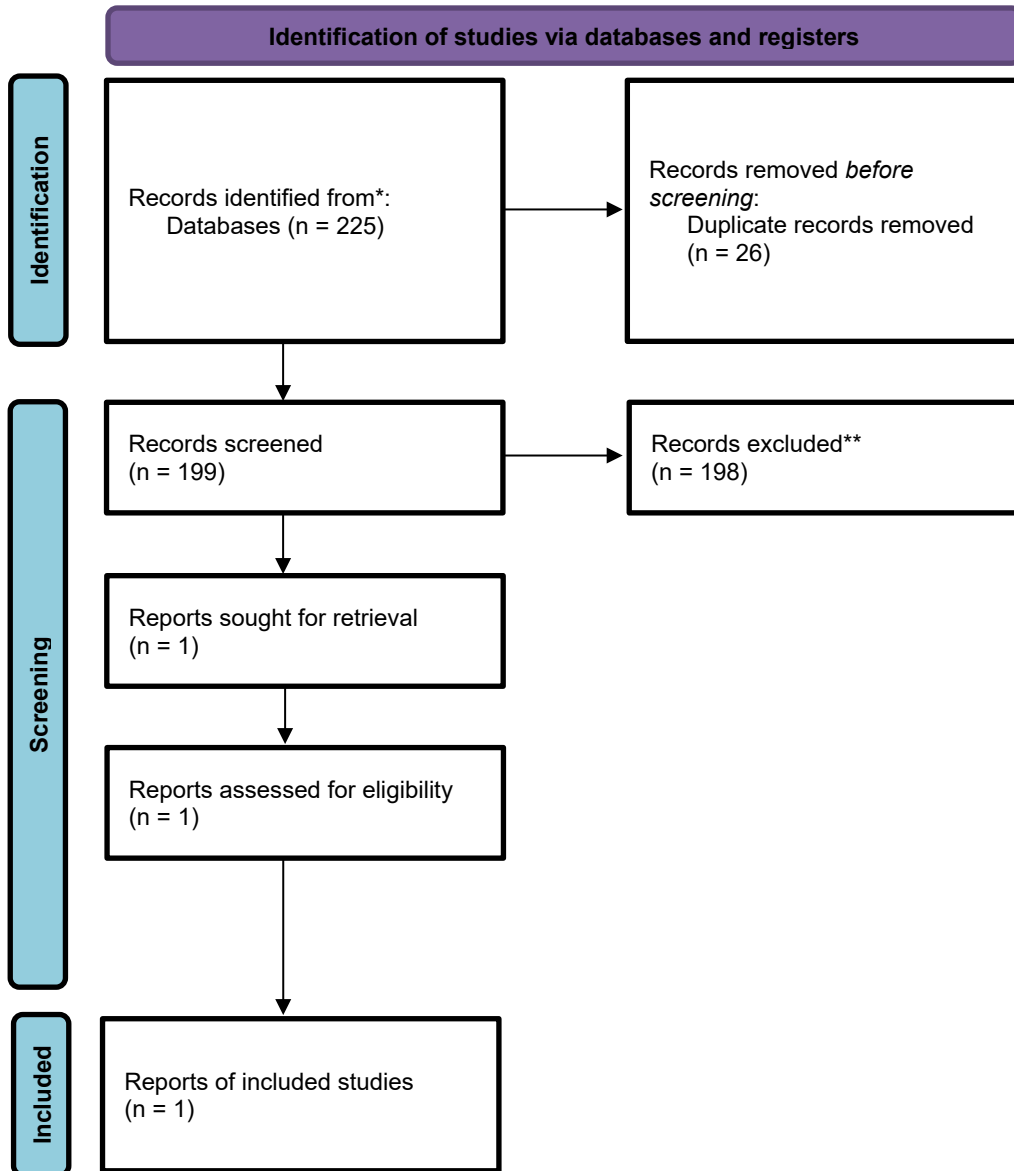 Identification of studies via databases and registers
Identification
Records identified from*:
Databases (n = 225)
Records removed before
screening:
Duplicate records removed
(n = 26)
Screening
Records screened
(n = 199)
Records excluded**
(n = 198)
Reports sought for retrieval
(n = 1)
Reports assessed for eligibility
(n = 1)
Included
Reports of included studies
(n = 1)